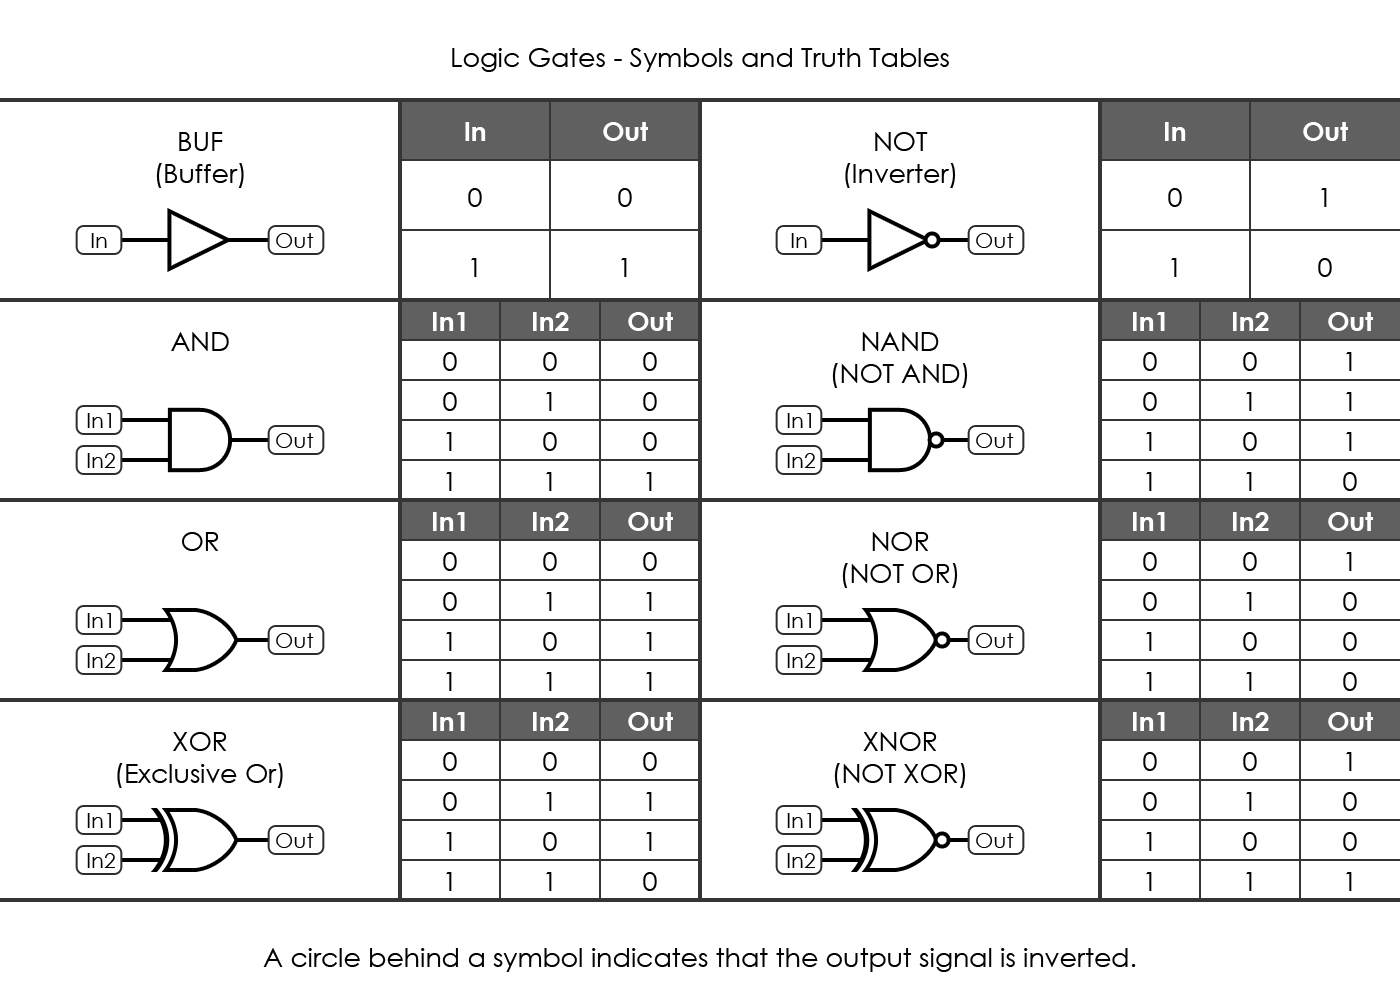 Logic Gates - Symbols and Truth Tables
BUF
(Buffer)
In Out
In Out
0 0
1 1
NOT
(Inverter)
In Out
In Out
0 1
1 0
AND
In1
In2
Out
In1 In2 Out
0 0 0
0 1 0
1 0 0
1 1 1
NAND
(NOT AND)
In1
In2
Out
In1 In2 Out
0 0 1
0 1 1
1 0 1
1 1 0
OR
In1
In2
Out
In1 In2 Out
0 0 0
0 1 1
1 0 1
1 1 1
NOR
(NOT OR)
In1
In2
Out
In1 In2 Out
0 0 1
0 1 0
1 0 0
1 1 0
XOR
(Exclusive Or)
In1
In2
Out
In1 In2 Out
0 0 0
0 1 1
1 0 1
1 1 0
XNOR
(NOT XOR)
In1
In2
Out
In1 In2 Out
0 0 1
0 1 0
1 0 0
1 1 1
A circle behind a symbol indicates that the output signal is inverted.